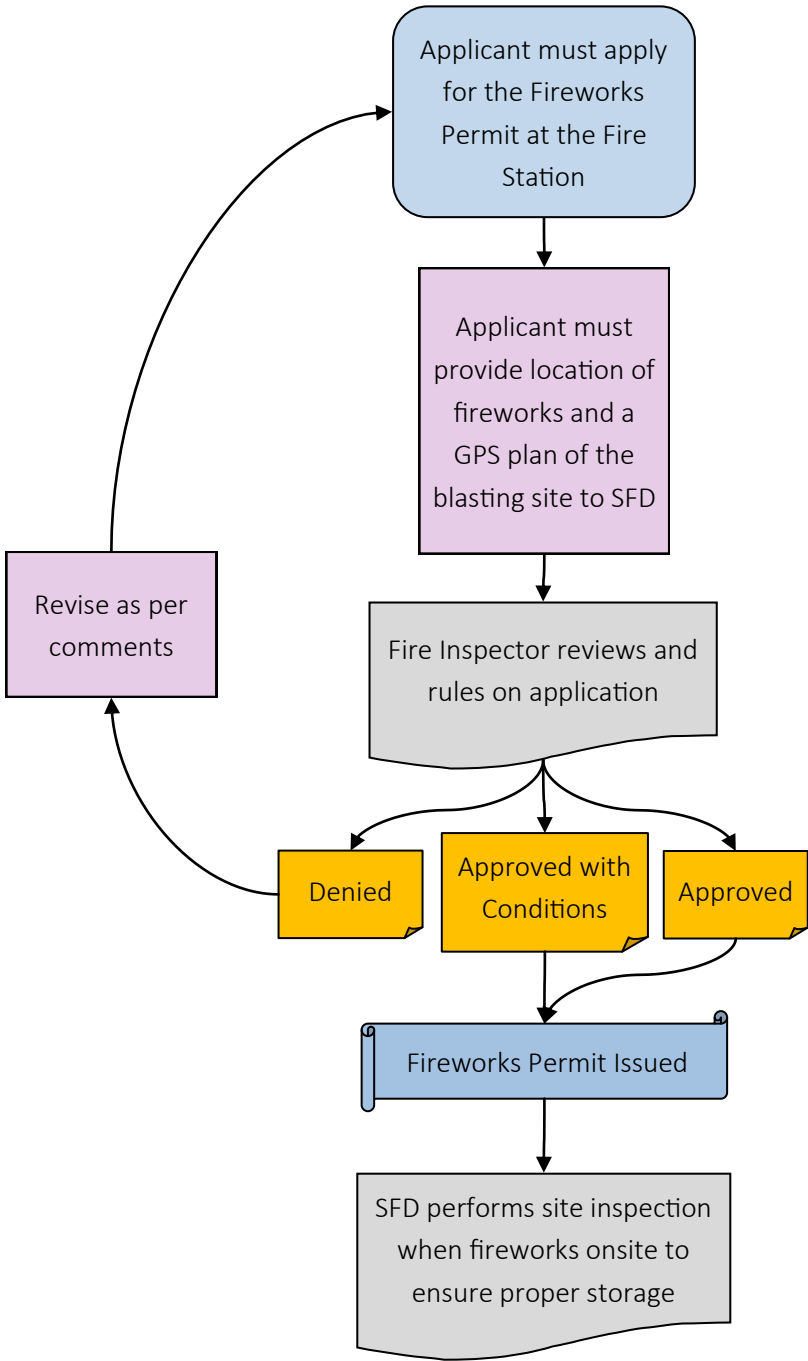 Applicant must apply
for the Fireworks
Permit at the Fire
Station
Applicant must
provide location of
fireworks and a
GPS plan of the
blasting site to SFD
Revise as per
comments
Fire Inspector reviews and
rules on application
Denied
Approved with
Conditions
Approved
Fireworks Permit Issued
SFD performs site inspection
when fireworks onsite to
ensure proper storage